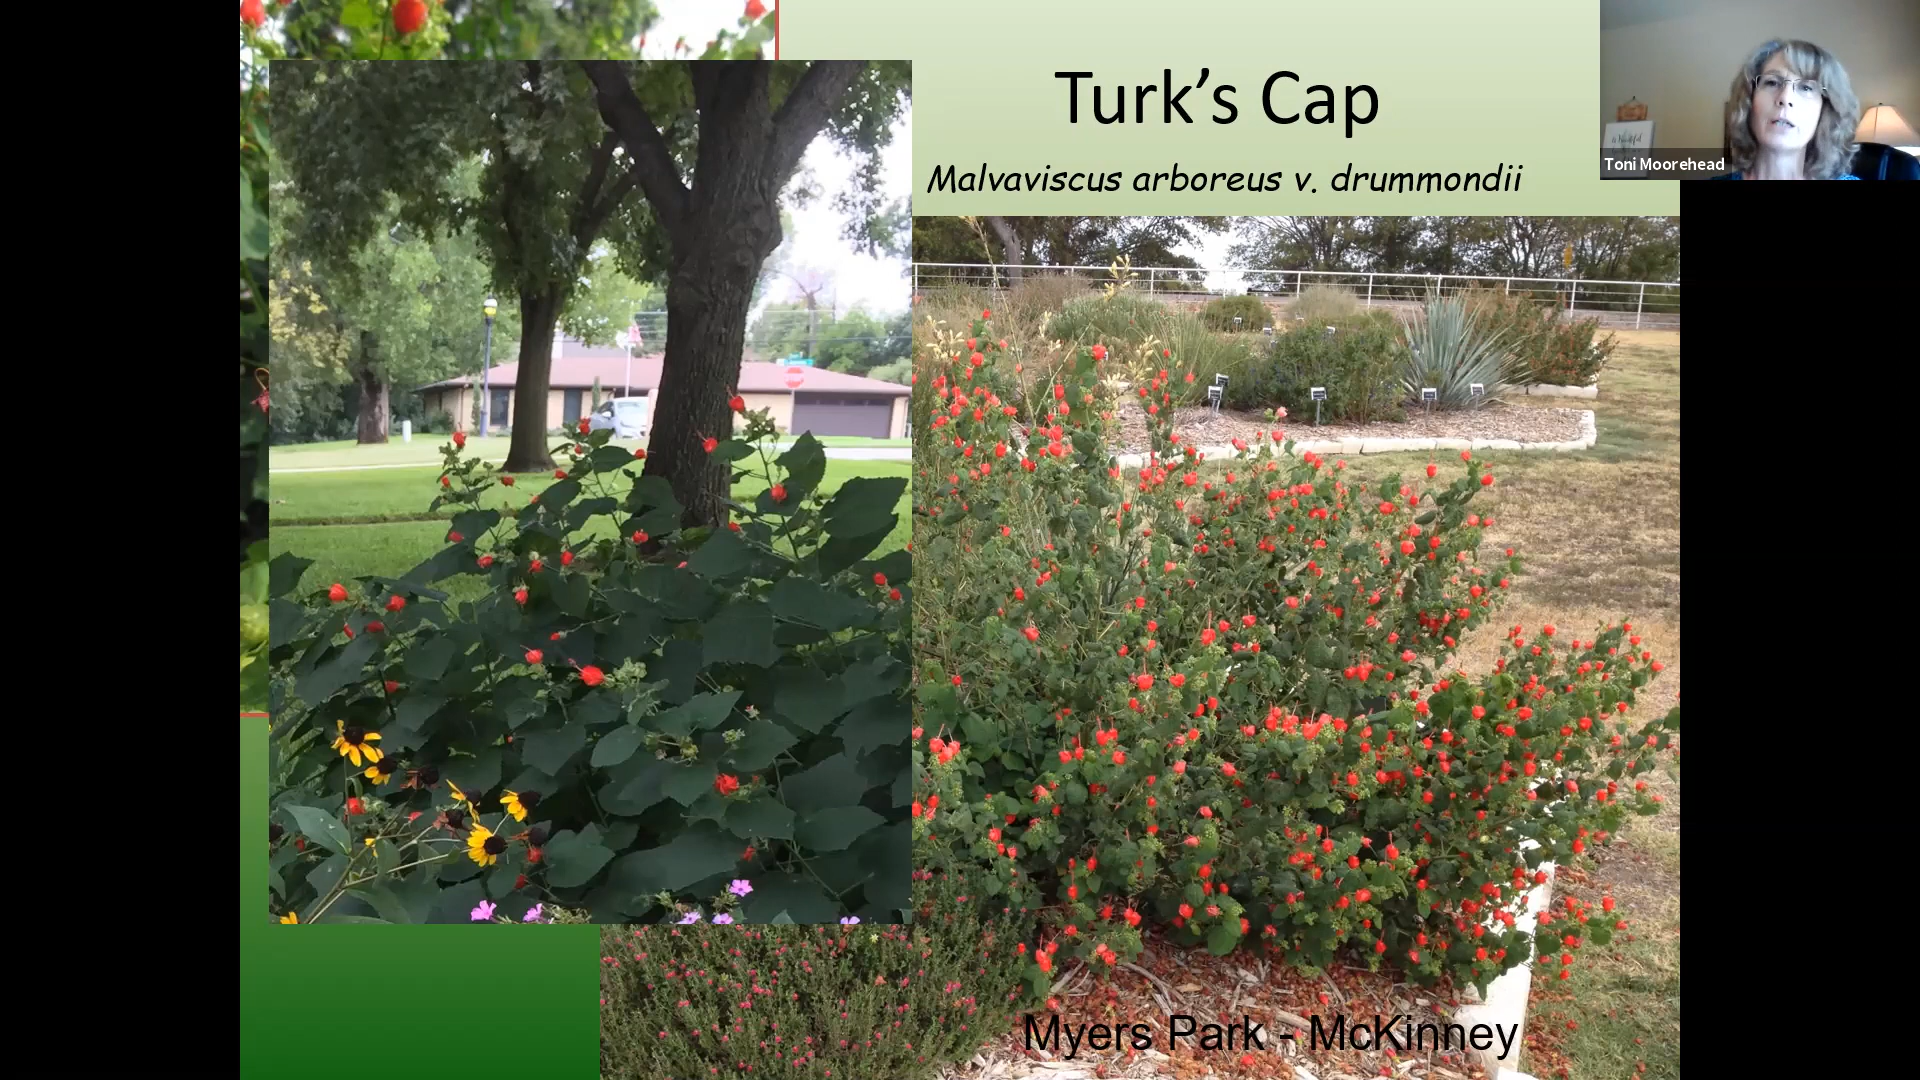 Turk’s Cap
Malvaviscus arboreus v. drummondii
Toni Moorehead
Myers Park - McKinney